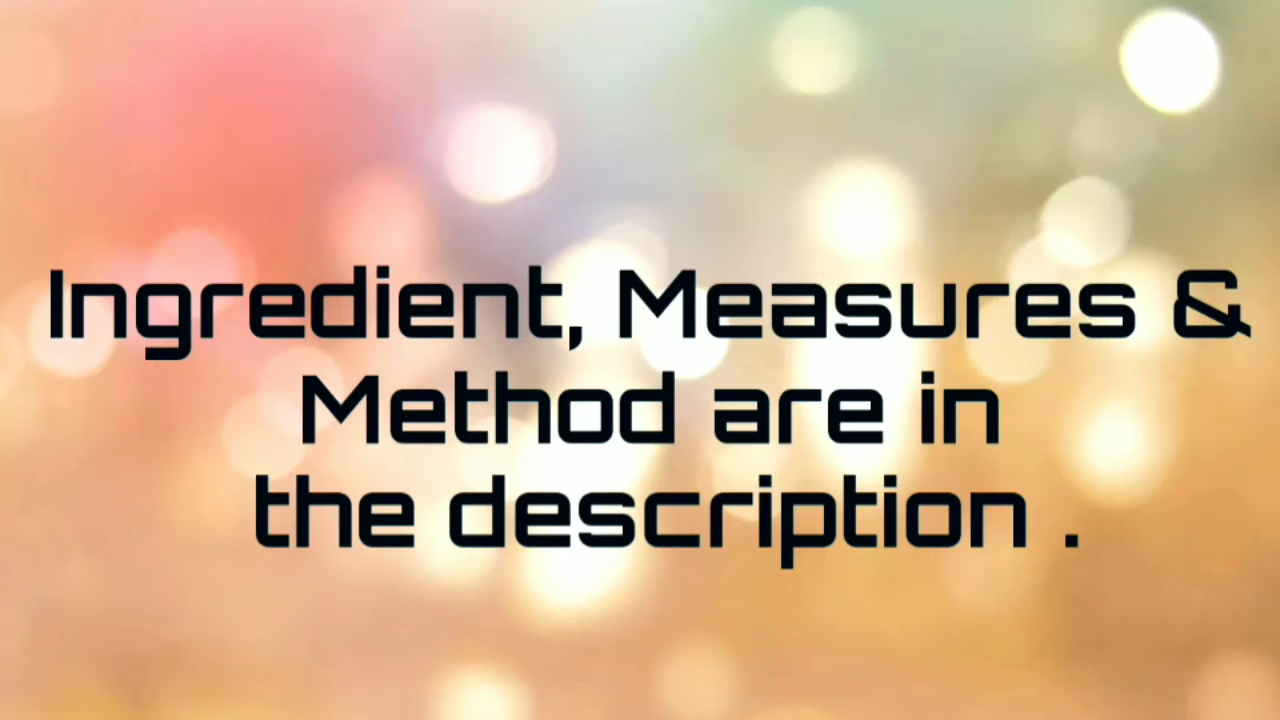 Ingredient, Measures &
Method are in
the description .